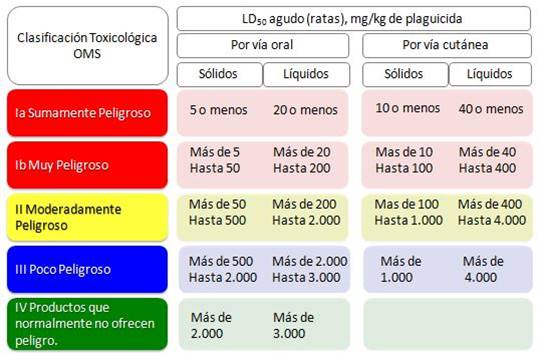 Clasificación Toxicológica
OMS
LD50 agudo (ratas), mg/kg de plaguicida
Por vía oral
Por vía cutánea
Sólidos
Líquidos
Sólidos
Líquidos
Ia Sumamente Peligroso
5 o menos
20 o menos
10 o menos
40 o menos
Ib Muy Peligroso
Más de 5
Hasta 50
Más de 20
Hasta 200
Mas de 10
Hasta 100
Más de 40
Hasta 400
II Moderadamente
Peligroso
Más de 50
Hasta 500
Más de 200
Hasta 2.000
Mas de 100
Hasta 1.000
Más de 400
Hasta 4.000
III Poco Peligroso
Más de 500
Hasta 2.000
Más de 2.000
Hasta 3.000
Más de
1.000
Más de
4.000
IV Productos que
normalmente no ofrecen
peligro.
Más de
2.000
Más de
3.000